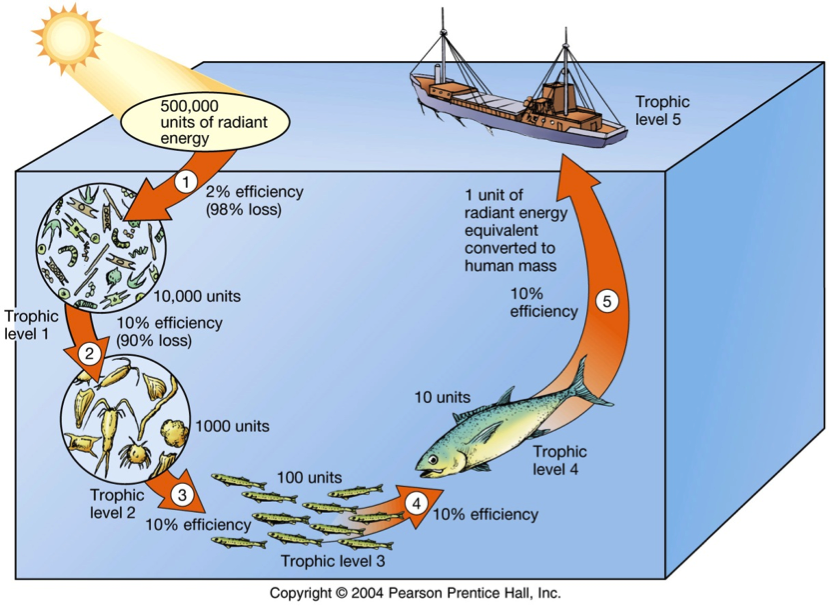 500,000
units of radiant
energy
1
2% efficiency
(98% loss)
10,000 units
Trophic
level 1
10% efficiency
(90% loss)
2
1000 units
Trophic
level 2
3
10% efficiency
100 units
Trophic level 3
4
10% efficiency
10 units
Trophic
level 4
5
10%
efficiency
1 unit of
radiant energy
equivalent
converted to
human mass
Trophic
level 5
Copyright © 2004 Pearson Prentice Hall, Inc.